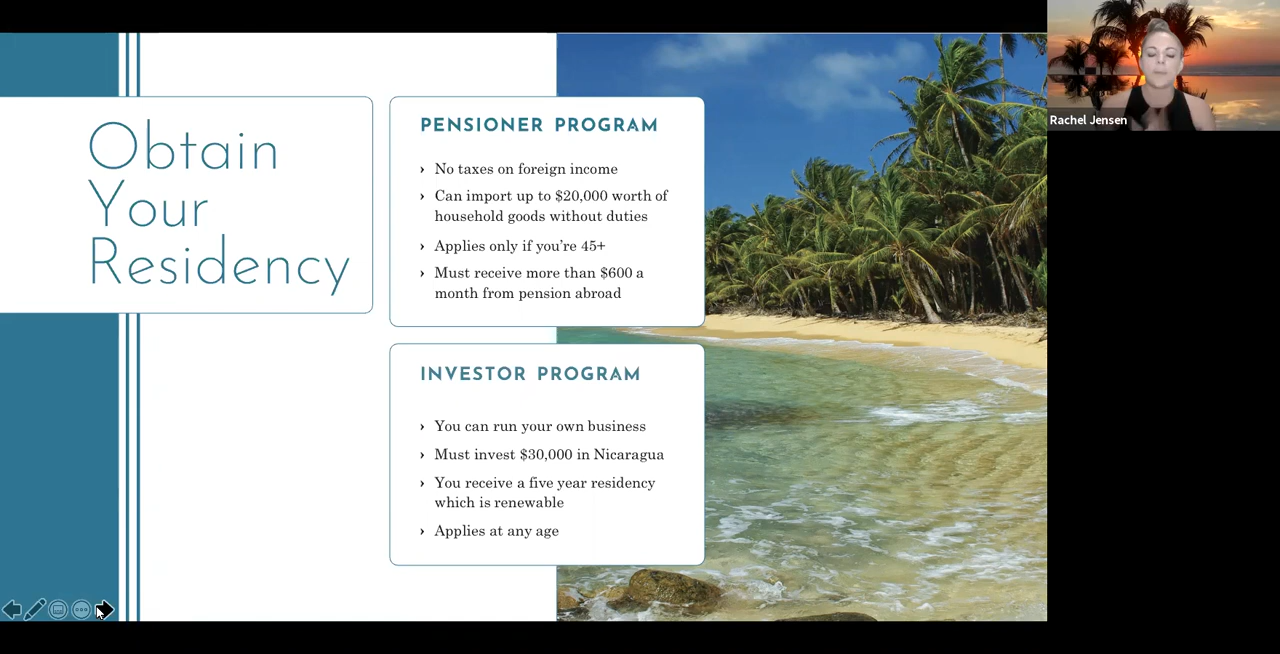 Obtain
Your
Residency
PENSIONER PROGRAM
› No taxes on foreign income
› Can import up to $20,000 worth of
household goods without duties
› Applies only if you’re 45+
› Must receive more than $600 a
month from pension abroad
INVESTOR PROGRAM
› You can run your own business
› Must invest $30,000 in Nicaragua
› You receive a five year residency
which is renewable
› Applies at any age
Rachel Jensen